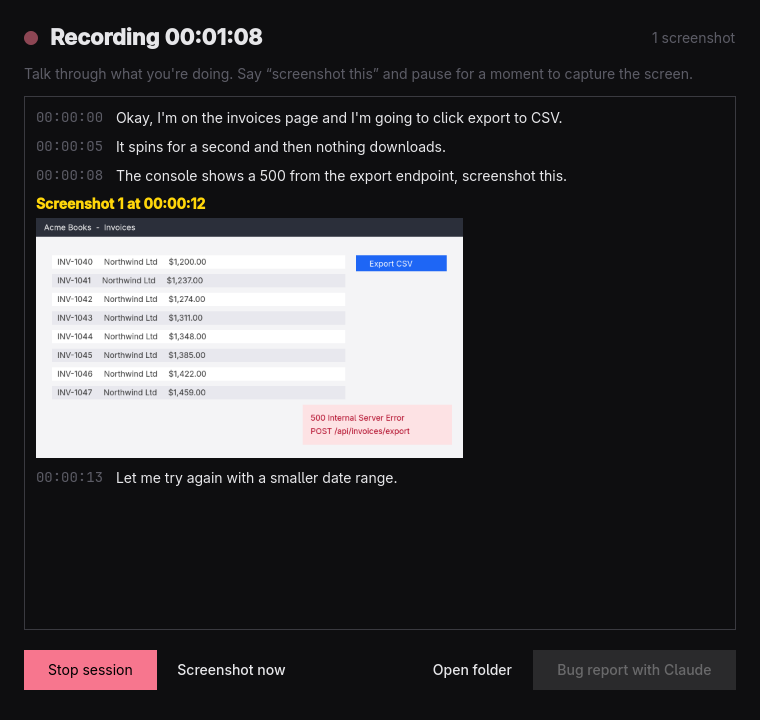 Recording 00:01:08
1 screenshot
Talk through what you're doing. Say “screenshot this” and pause for a moment to capture the screen.
00:00:00 Okay, I'm on the invoices page and I'm going to click export to CSV.
00:00:05 It spins for a second and then nothing downloads.
00:00:08 The console shows a 500 from the export endpoint, screenshot this.
Screenshot 1 at 00:00:12
Acme Books - Invoices
INV-1040 Northwind Ltd $1,200.00
Export CSV
INV-1041 Northwind Ltd $1,237.00
INV-1042 Northwind Ltd $1,274.00
INV-1043 Northwind Ltd $1,311.00
INV-1044 Northwind Ltd $1,348.00
INV-1045 Northwind Ltd $1,385.00
INV-1046 Northwind Ltd $1,422.00
INV-1047 Northwind Ltd $1,459.00
500 Internal Server Error
POST /api/invoices/export
00:00:13 Let me try again with a smaller date range.
Stop session
Screenshot now
Open folder
Bug report with Claude